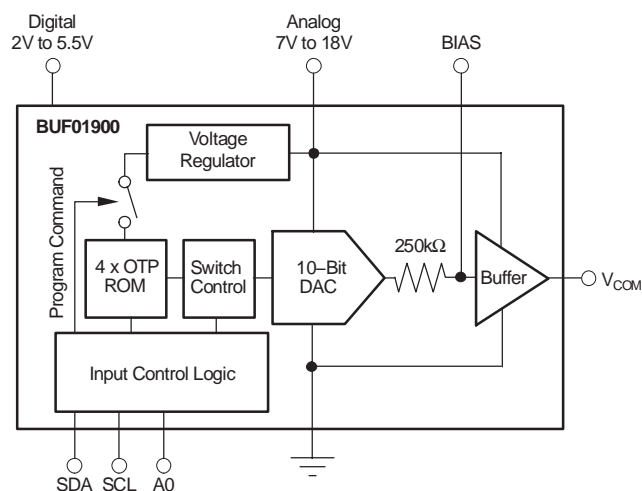 Digital
2V to 5.5V
Analog
7V to 18V
BIAS
BUF01900
Voltage
Regulator
Program Command
250kΩ
4 x OTP
ROM
Switch
Control
10–Bit
DAC
Buffer
VCOM
Input Control Logic
SDA SCL A0